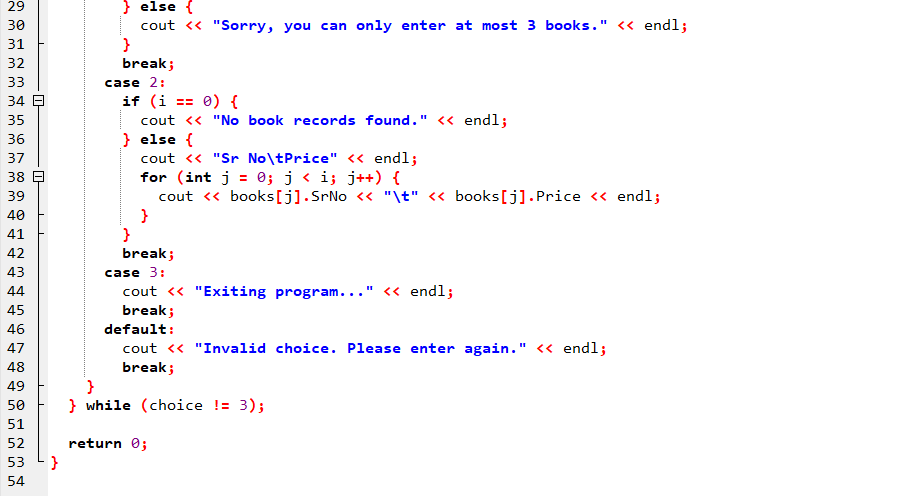 29 } else {
30 cout << "Sorry, you can only enter at most 3 books." << endl;
31 }
32 break;
33 case 2:
34 if (i == 0) {
35 cout << "No book records found." << endl;
36 } else {
37 cout << "Sr No\tPrice" << endl;
38 for (int j = 0; j < i; j++) {
39 cout << books[j].SrNo << "\t" << books[j].Price << endl;
40 }
41 }
42 break;
43 case 3:
44 cout << "Exiting program..." << endl;
45 break;
46 default:
47 cout << "Invalid choice. Please enter again." << endl;
48 break;
49 }
50 } while (choice != 3);
51
52 return 0;
53 }
54